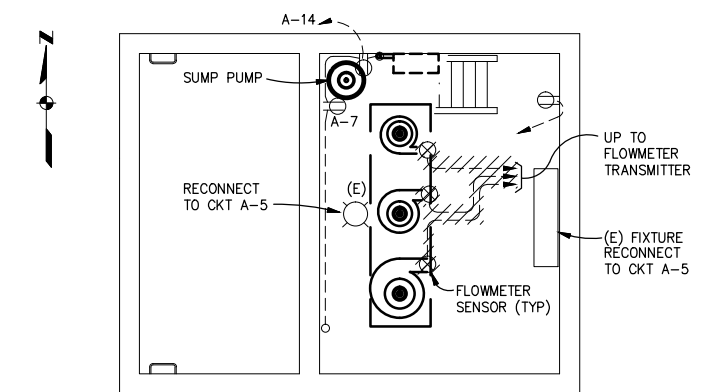 A-14
N
SUMP PUMP
A-7
UP TO
FLOWMETER
TRANSMITTER
RECONNECT
TO CKT A-5
(E)
(E) FIXTURE
RECONNECT
TO CKT A-5
FLOWMETER
SENSOR (TYP)